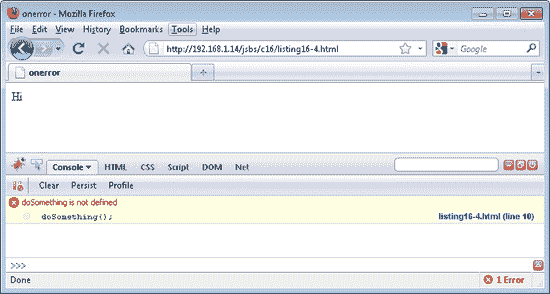 onerror - Mozilla Firefox
File Edit View History Bookmarks Tools Help
http://192.168.1.14/jsbs/c16/listing16-4.html
Google
onerror
Hi
Console HTML CSS Script DOM Net
Clear Persist Profile
doSomething is not defined
doSomething(); listing16-4.html (line 10)
>>>
Done 1 Error